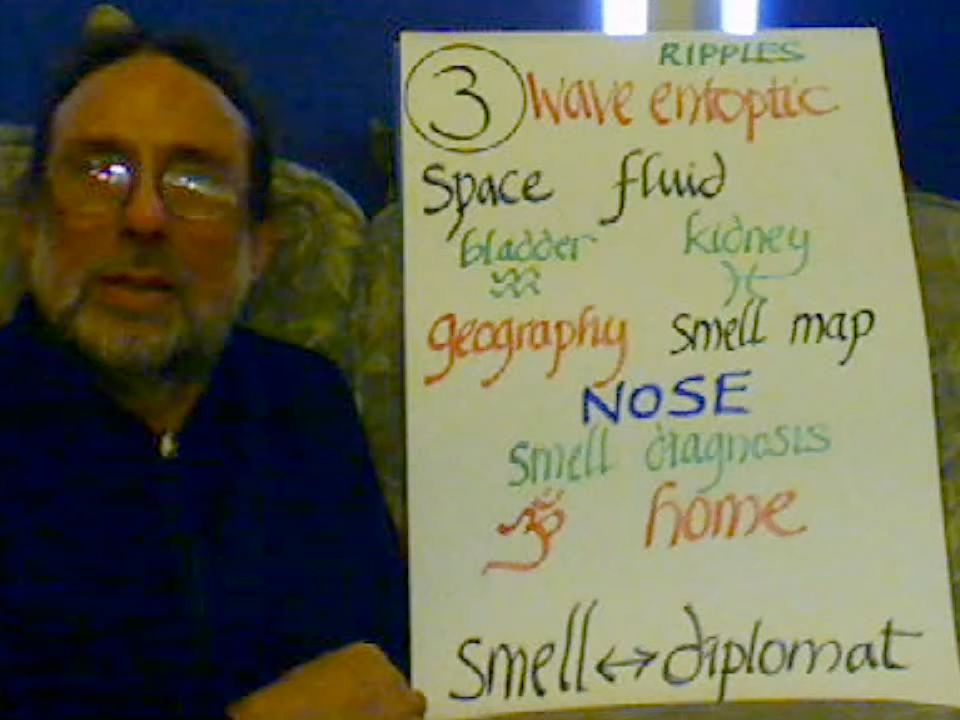 RIPPLES
3 Wave entoptic
Space fluid
bladder kidney
geography smell map
NOSE
smell diagnosis
ॐ home
smell ↔ diplomat